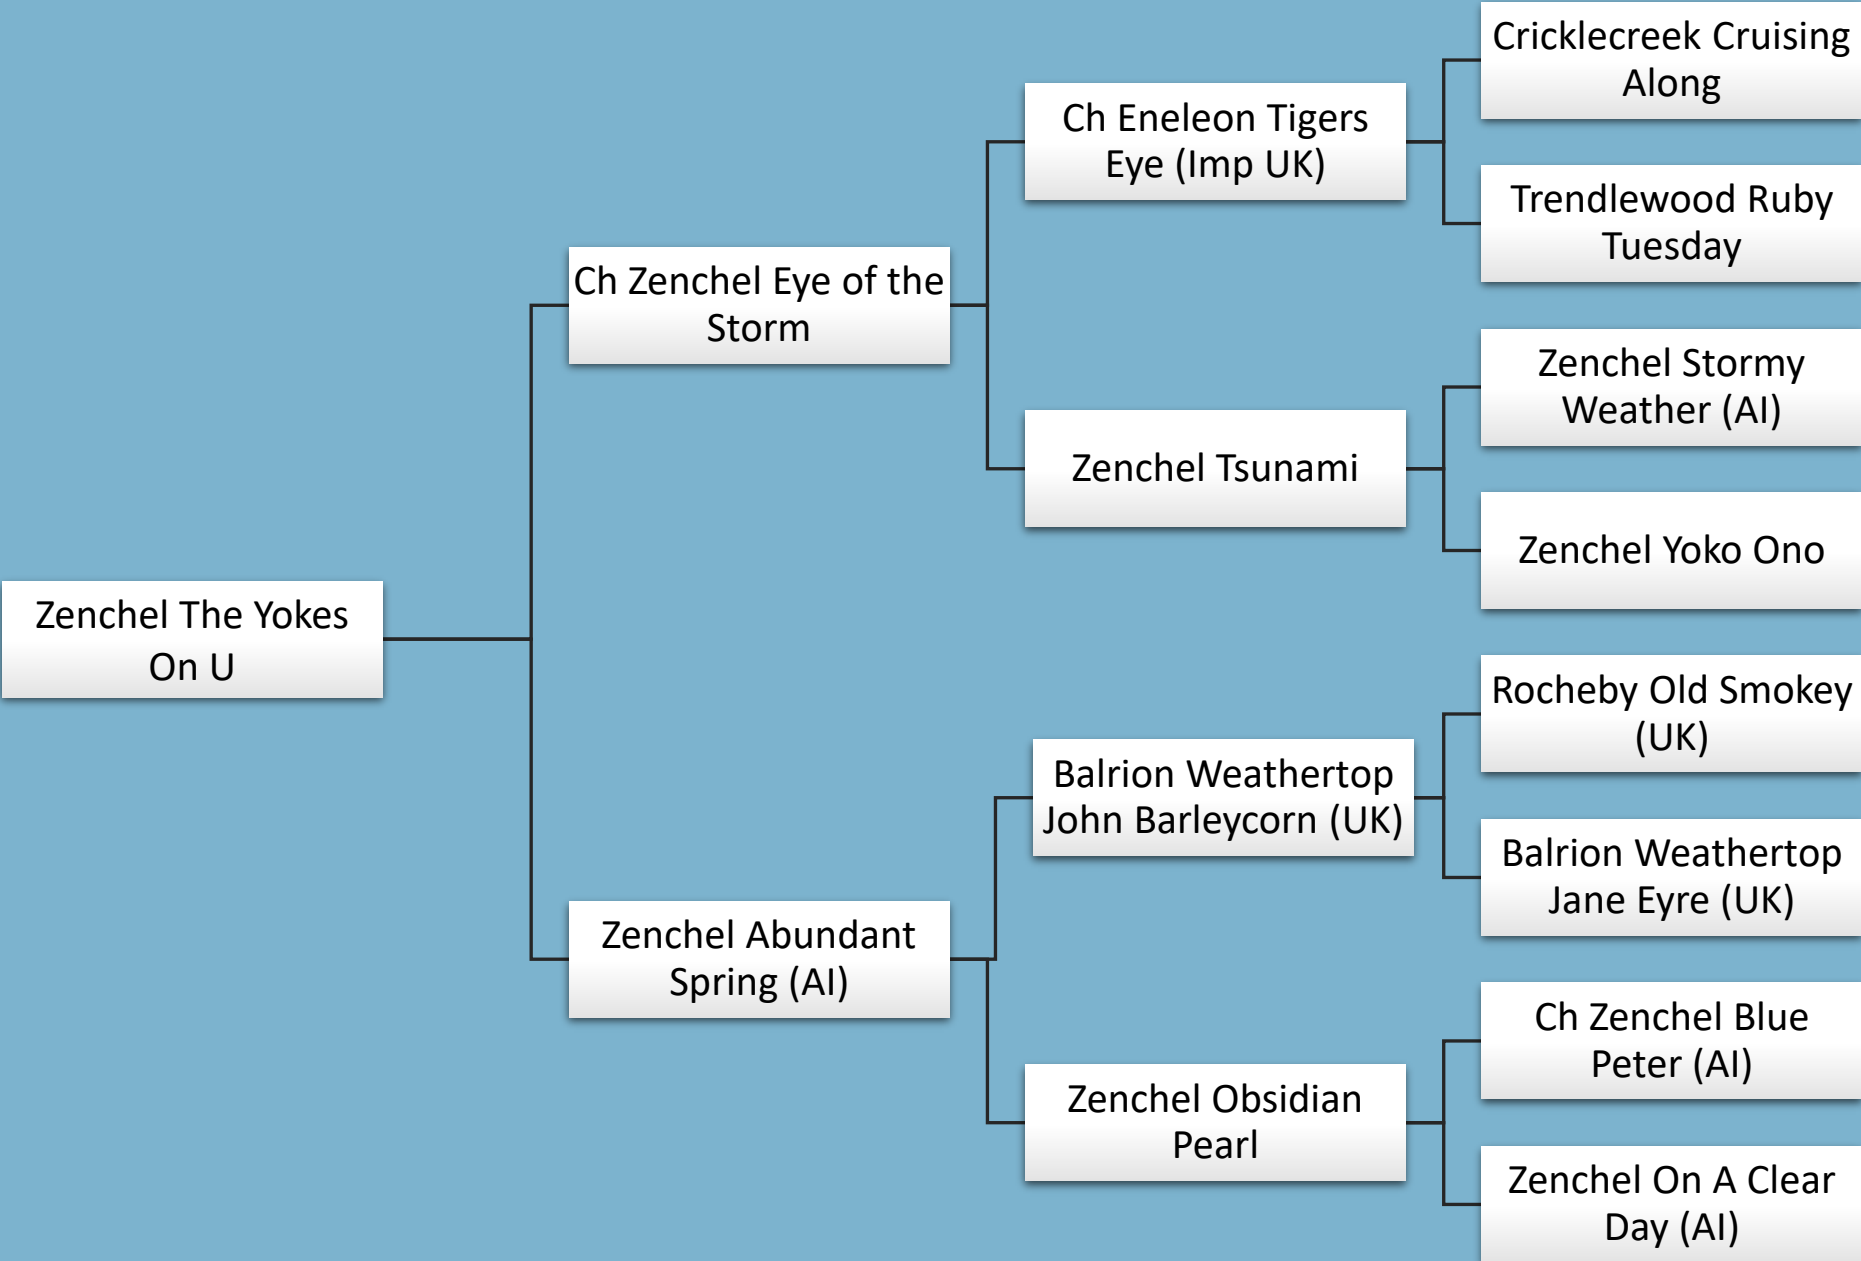 Zenchel The Yokes
On U
Ch Zenchel Eye of the
Storm
Ch Eneleon Tigers
Eye (Imp UK)
Cricklecreek Cruising
Along
Trendlewood Ruby
Tuesday
Zenchel Tsunami
Zenchel Stormy
Weather (AI)
Zenchel Yoko Ono
Zenchel Abundant
Spring (AI)
Balrion Weathertop
John Barleycorn (UK)
Rocheby Old Smokey
(UK)
Balrion Weathertop
Jane Eyre (UK)
Zenchel Obsidian
Pearl
Ch Zenchel Blue
Peter (AI)
Zenchel On A Clear
Day (AI)